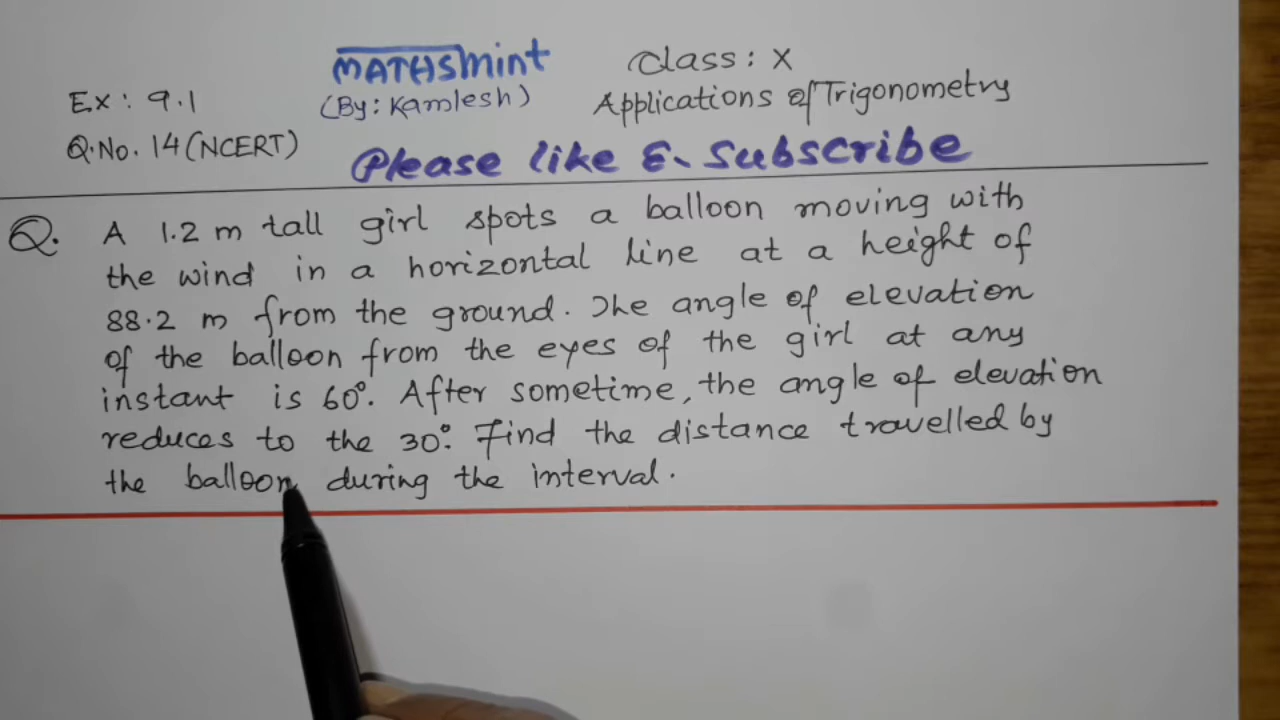 MATHSmint
Class: X
Ex: 9.1
(By: Kamlesh)
Applications of Trigonometry
Q.No. 14 (NCERT)
Please like & Subscribe
Q. A 1.2 m tall girl spots a balloon moving with
the wind in a horizontal line at a height of
88.2 m from the ground. The angle of elevation
of the balloon from the eyes of the girl at any
instant is 60°. After sometime, the angle of elevation
reduces to the 30°. Find the distance travelled by
the balloon during the interval.